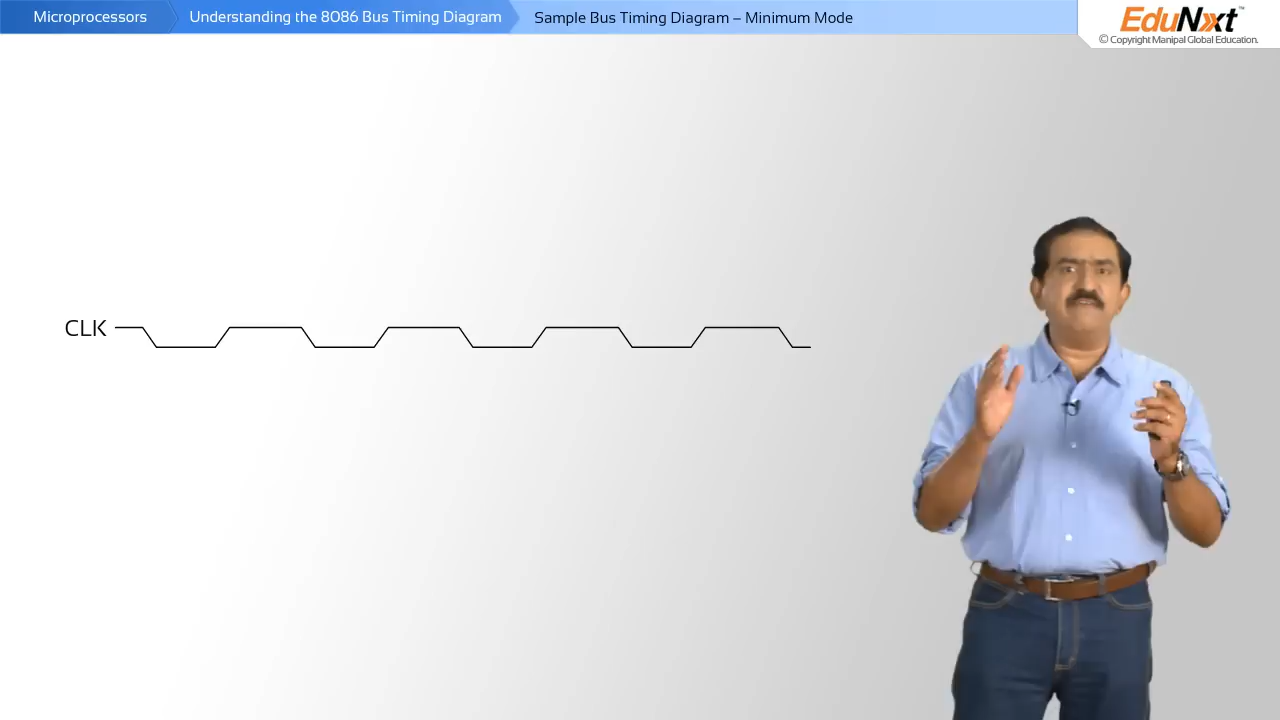 Microprocessors
Understanding the 8086 Bus Timing Diagram
Sample Bus Timing Diagram – Minimum Mode
EduNxt™
© Copyright Manipal Global Education.
CLK